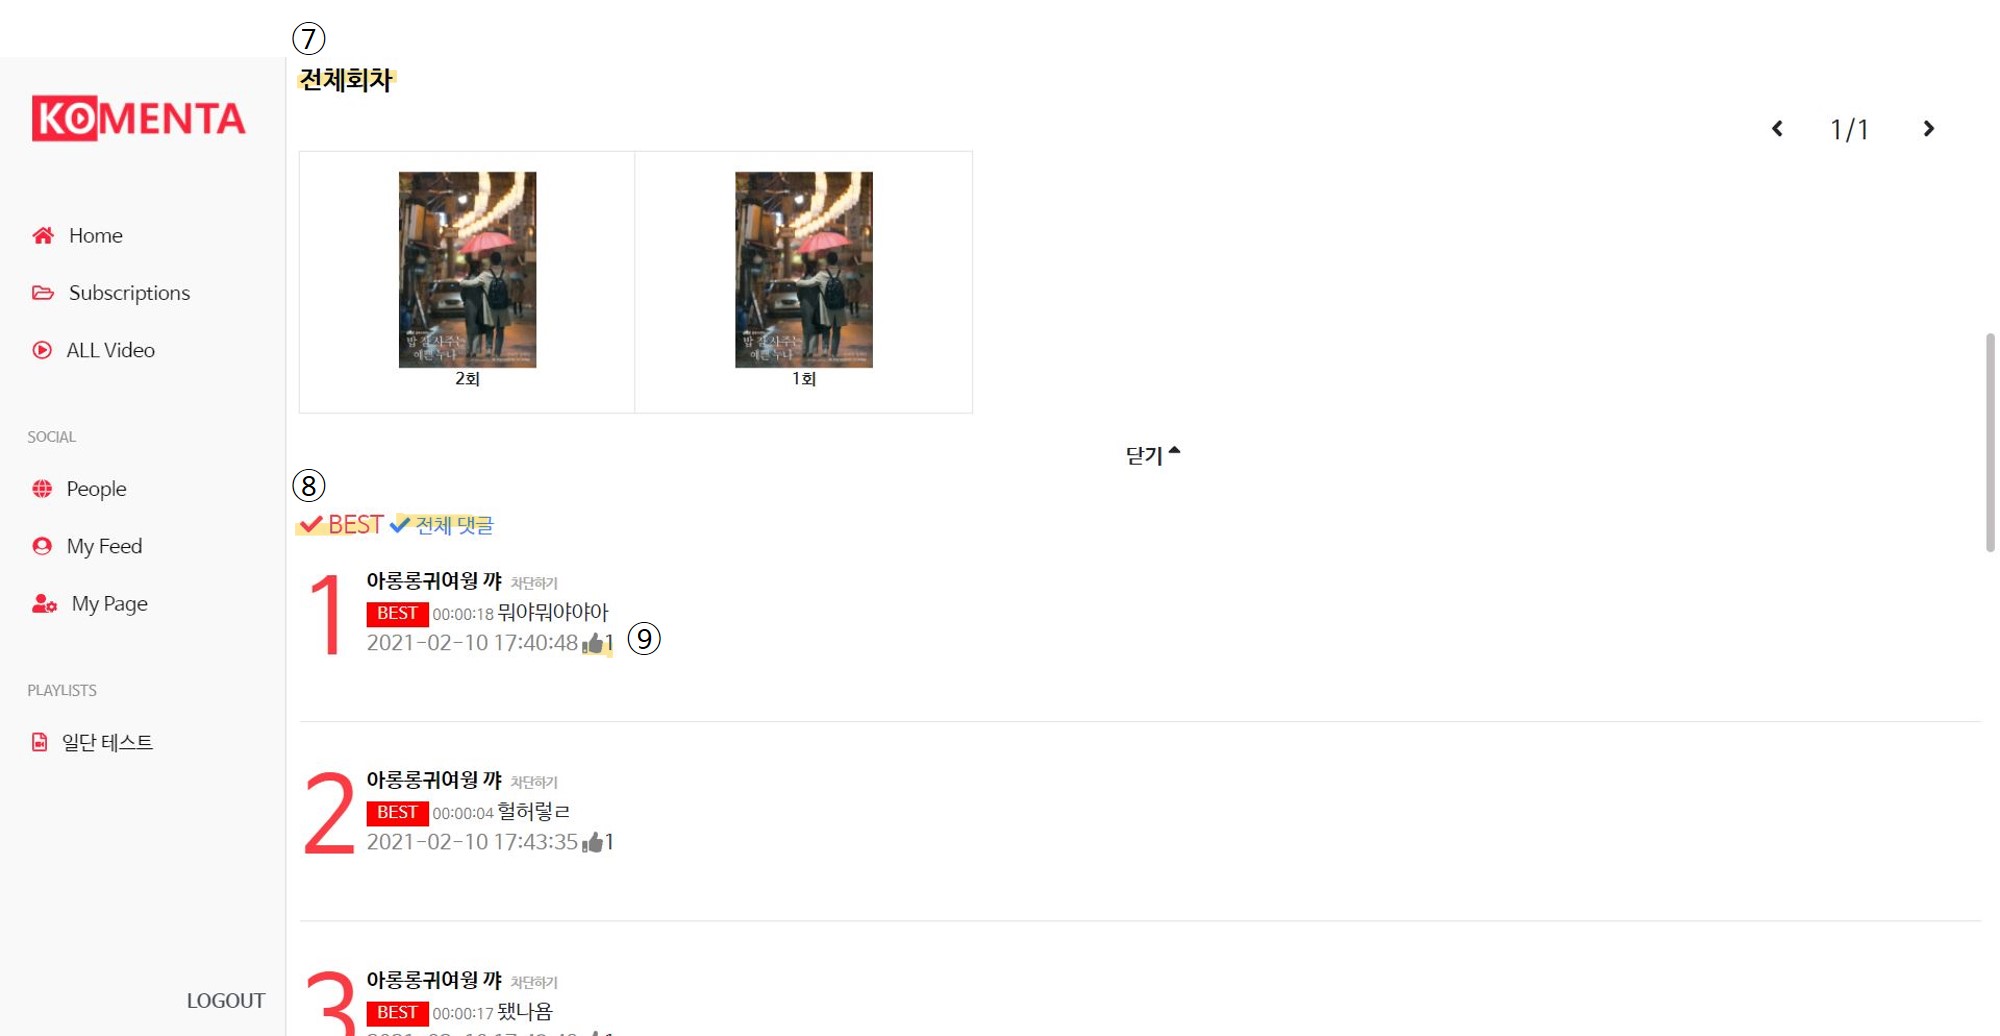 ⑦
전체회차
KOMENTA
1/1
Home
Subscriptions
ALL Video
밥 잘 사주는
예쁜 누나
2회
밥 잘 사주는
예쁜 누나
1회
SOCIAL
닫기
People
⑧
BEST 전체 댓글
My Feed
1 아롱롱귀여웡 꺄 차단하기
My Page
BEST 00:00:18 뭐야뭐야야아
2021-02-10 17:40:48 1 ⑨
PLAYLISTS
일단 테스트
2 아롱롱귀여웡 꺄 차단하기
BEST 00:00:04 헐허렇ㄹ
2021-02-10 17:43:35 1
3 아롱롱귀여웡 꺄 차단하기
LOGOUT
BEST 00:00:17 됐나욤